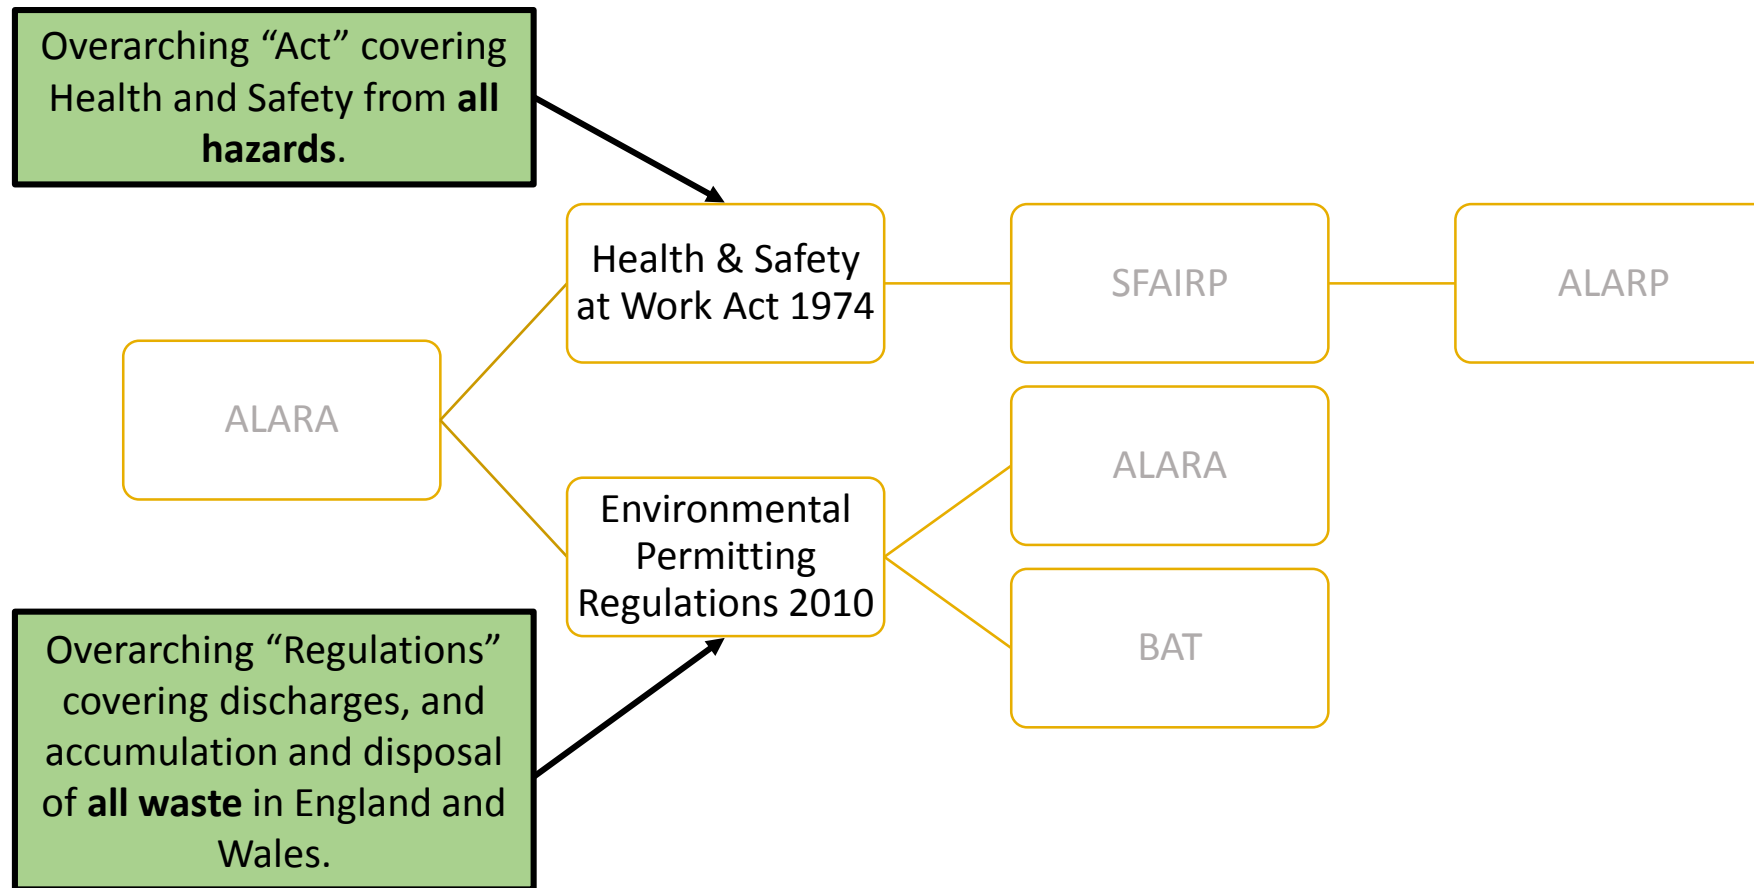 Overarching “Act” covering
Health and Safety from all
hazards.
Health & Safety
at Work Act 1974
SFAIRP
ALARP
ALARA
ALARA
Environmental
Permitting
Regulations 2010
BAT
Overarching “Regulations”
covering discharges, and
accumulation and disposal
of all waste in England and
Wales.